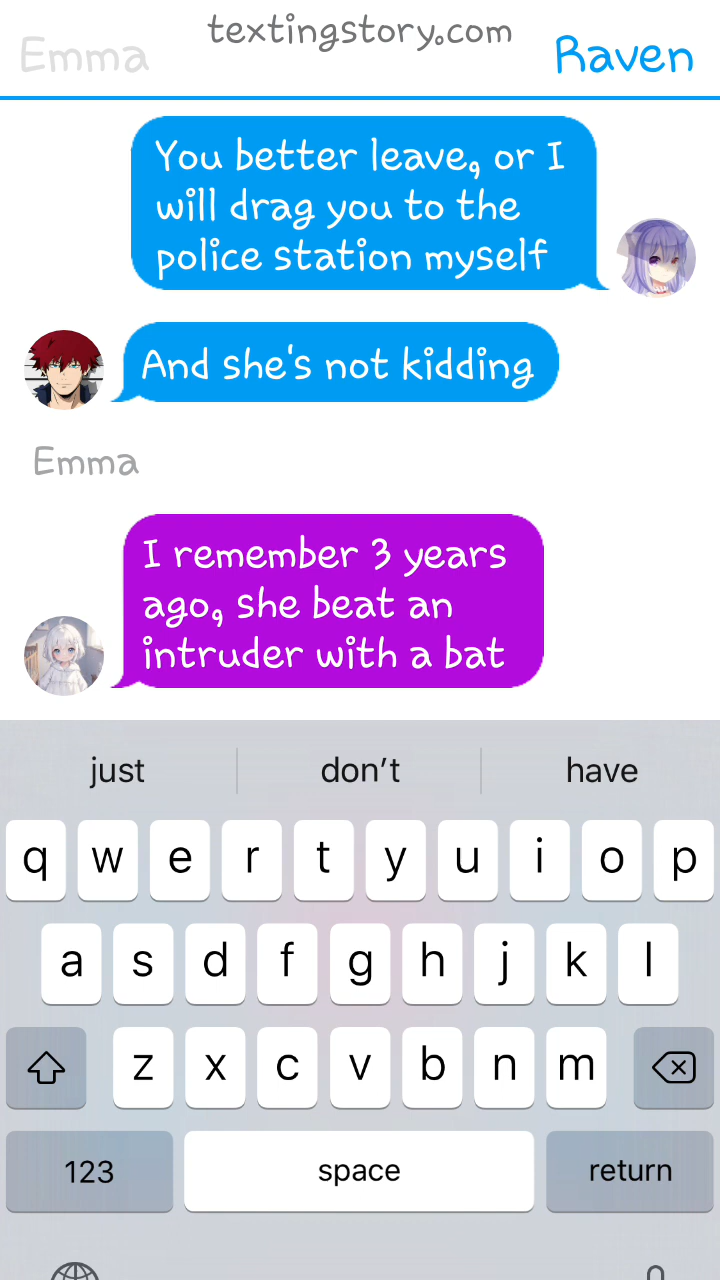 textingstory.com
Emma
Raven
You better leave, or I
will drag you to the
police station myself
And she's not kidding
Emma
I remember 3 years
ago, she beat an
intruder with a bat
just don't have
q w e r t y u i o p
a s d f g h j k l
z x c v b n m
123 space return